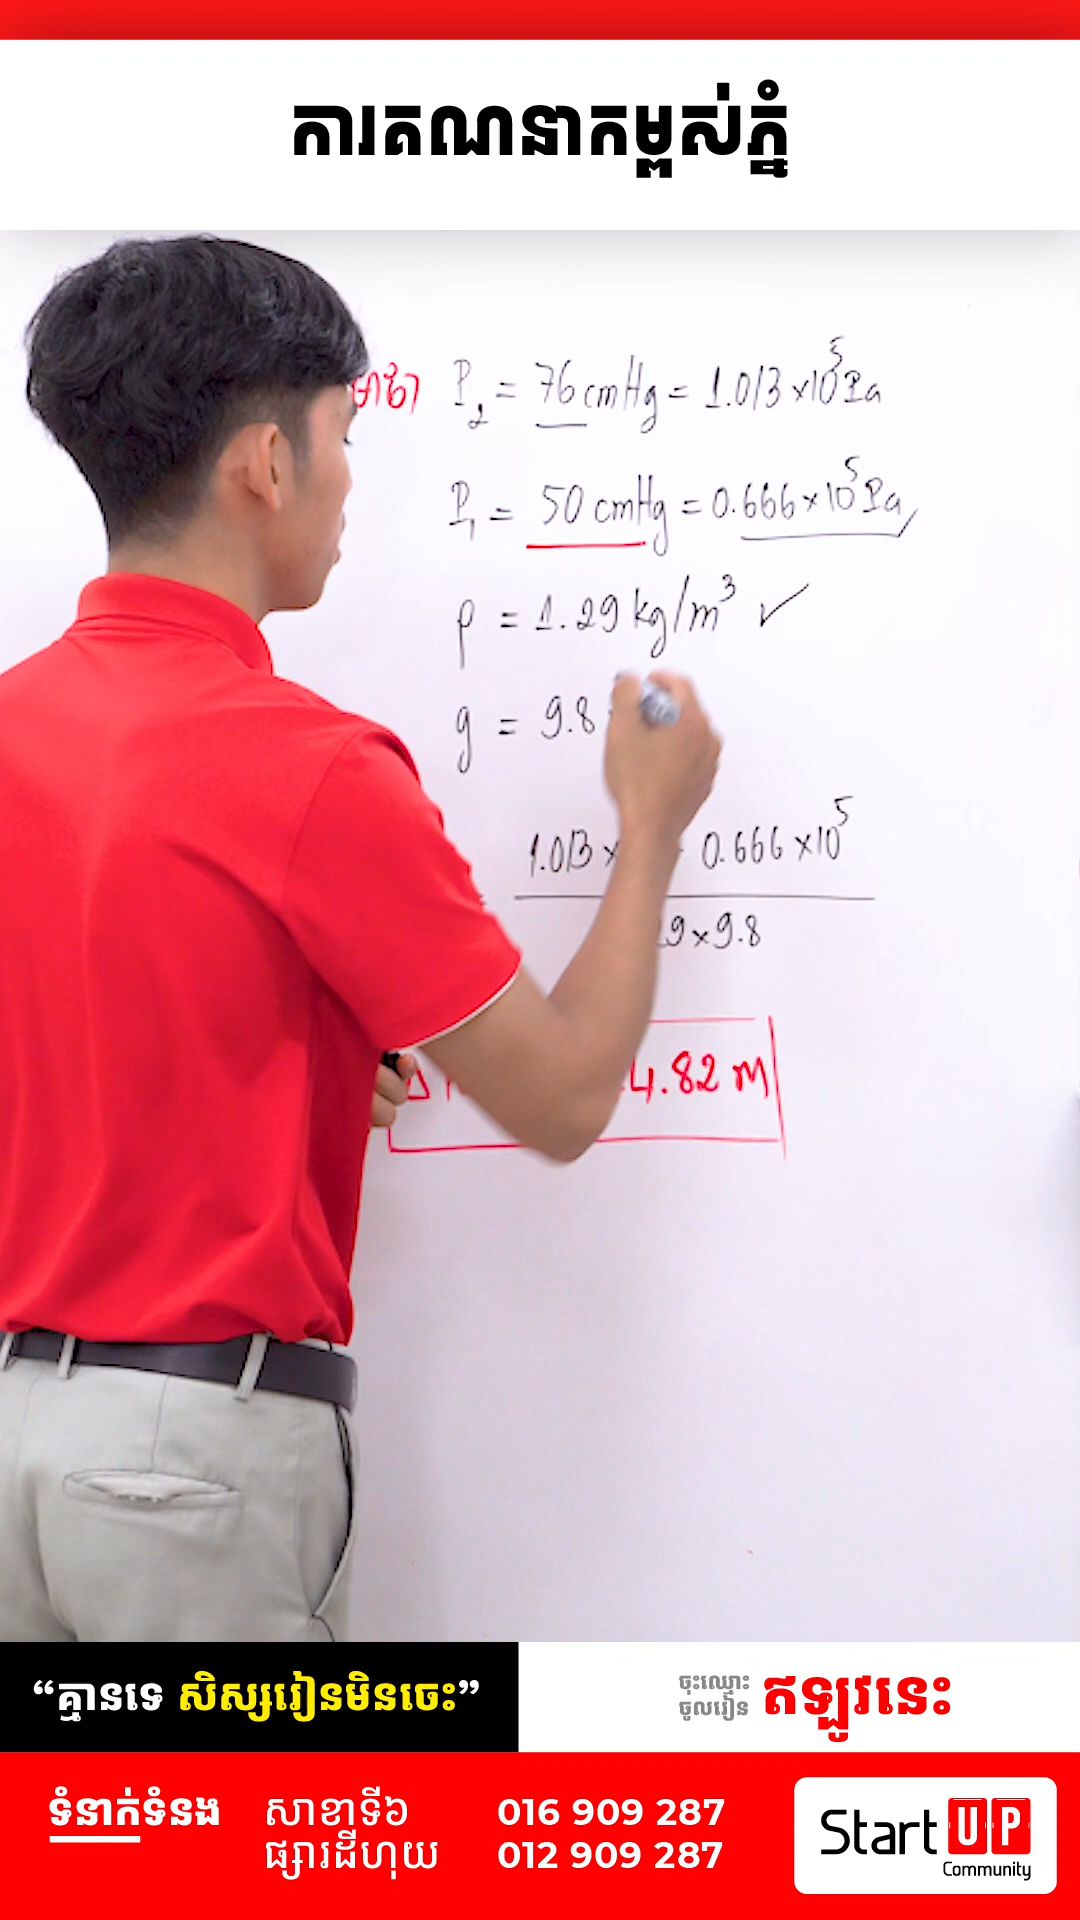 ការគណនាកម្ពស់ភ្នំ
P₂ = 76 cmHg = 1.013 ×10⁵ Pa
P₁ = 50 cmHg = 0.666×10⁵ Pa
ρ = 1.29 kg/m³ ✓
g = 9.8
1.013 × 0.666 ×10⁵
9×9.8
4.82 m
“គ្មានទេ សិស្សរៀនមិនចេះ”
ចុះឈ្មោះ
ចូលរៀន
ឥឡូវនេះ
ទំនាក់ទំនង
សាខាទី៦
ផ្សារដីហុយ
016 909 287
012 909 287
StartUP
Community